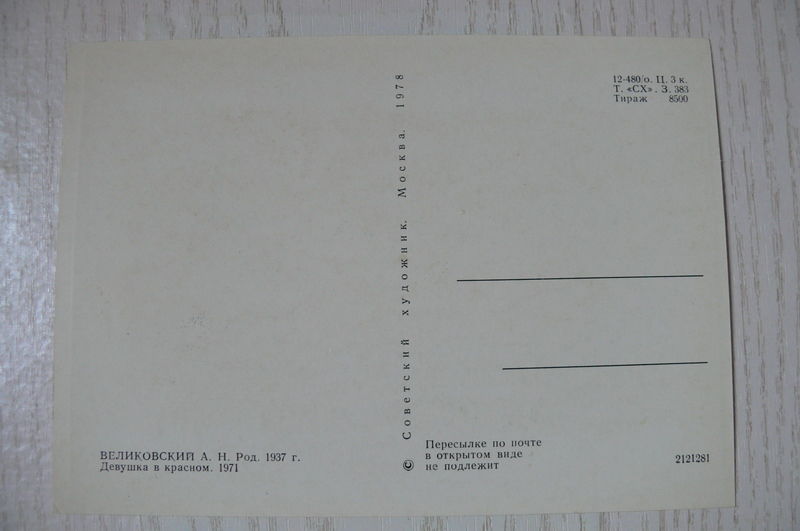 12-480/о. Ц. 3 к.
Т. «СХ». З. 383
Тираж 8500
© Советский художник. Москва. 1978
ВЕЛИКОВСКИЙ А. Н. Род. 1937 г.
Девушка в красном. 1971
Пересылке по почте
в открытом виде
не подлежит
2121281